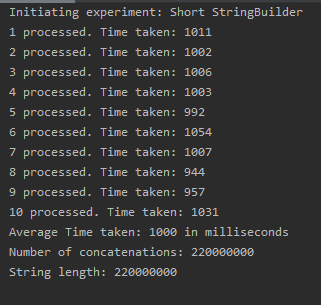 Initiating experiment: Short StringBuilder
1 processed. Time taken: 1011
2 processed. Time taken: 1002
3 processed. Time taken: 1006
4 processed. Time taken: 1003
5 processed. Time taken: 992
6 processed. Time taken: 1054
7 processed. Time taken: 1007
8 processed. Time taken: 944
9 processed. Time taken: 957
10 processed. Time taken: 1031
Average Time taken: 1000 in milliseconds
Number of concatenations: 220000000
String length: 220000000